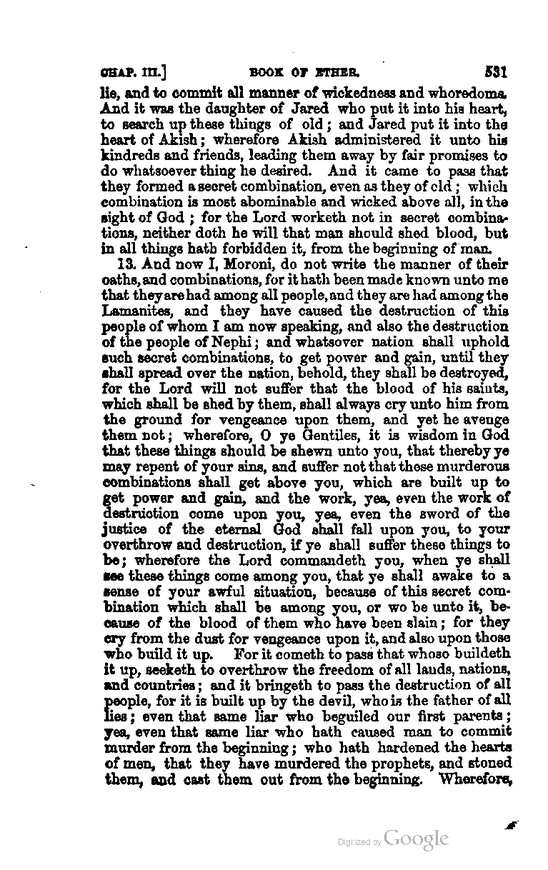 CHAP. III.] BOOK OF ETHER. 531
lie, and to commit all manner of wickedness and whoredoms.
And it was the daughter of Jared who put it into his heart,
to search up these things of old; and Jared put it into the
heart of Akish; wherefore Akish administered it unto his
kindreds and friends, leading them away by fair promises to
do whatsoever thing he desired. And it came to pass that
they formed a secret combination, even as they of old; which
combination is most abominable and wicked above all, in the
sight of God; for the Lord worketh not in secret combina-
tions, neither doth he will that man should shed blood, but
in all things hath forbidden it, from the beginning of man.
13. And now I, Moroni, do not write the manner of their
oaths, and combinations, for it hath been made known unto me
that they are had among all people, and they are had among the
Lamanites, and they have caused the destruction of this
people of whom I am now speaking, and also the destruction
of the people of Nephi; and whatsover nation shall uphold
such secret combinations, to get power and gain, until they
shall spread over the nation, behold, they shall be destroyed,
for the Lord will not suffer that the blood of his saints,
which shall be shed by them, shall always cry unto him from
the ground for vengeance upon them, and yet he avenge
them not; wherefore, O ye Gentiles, it is wisdom in God
that these things should be shewn unto you, that thereby ye
may repent of your sins, and suffer not that these murderous
combinations shall get above you, which are built up to
get power and gain, and the work, yea, even the work of
destruction come upon you, yea, even the sword of the
justice of the eternal God shall fall upon you, to your
overthrow and destruction, if ye shall suffer these things to
be; wherefore the Lord commandeth you, when ye shall
see these things come among you, that ye shall awake to a
sense of your awful situation, because of this secret com-
bination which shall be among you, or wo be unto it, be-
cause of the blood of them who have been slain; for they
cry from the dust for vengeance upon it, and also upon those
who build it up. For it cometh to pass that whoso buildeth
it up, seeketh to overthrow the freedom of all lands, nations,
and countries; and it bringeth to pass the destruction of all
people, for it is built up by the devil, who is the father of all
lies; even that same liar who beguiled our first parents;
yea, even that same liar who hath caused man to commit
murder from the beginning; who hath hardened the hearts
of men, that they have murdered the prophets, and stoned
them, and cast them out from the beginning. Wherefore,
Digitized by Google